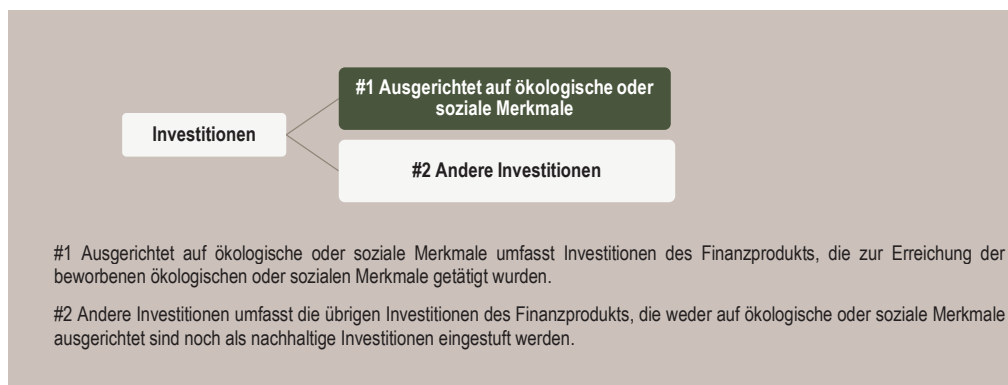 #1 Ausgerichtet auf ökologische oder
soziale Merkmale
Investitionen
#2 Andere Investitionen
#1 Ausgerichtet auf ökologische oder soziale Merkmale umfasst Investitionen des Finanzprodukts, die zur Erreichung der
beworbenen ökologischen oder sozialen Merkmale getätigt wurden.
#2 Andere Investitionen umfasst die übrigen Investitionen des Finanzprodukts, die weder auf ökologische oder soziale Merkmale
ausgerichtet sind noch als nachhaltige Investitionen eingestuft werden.